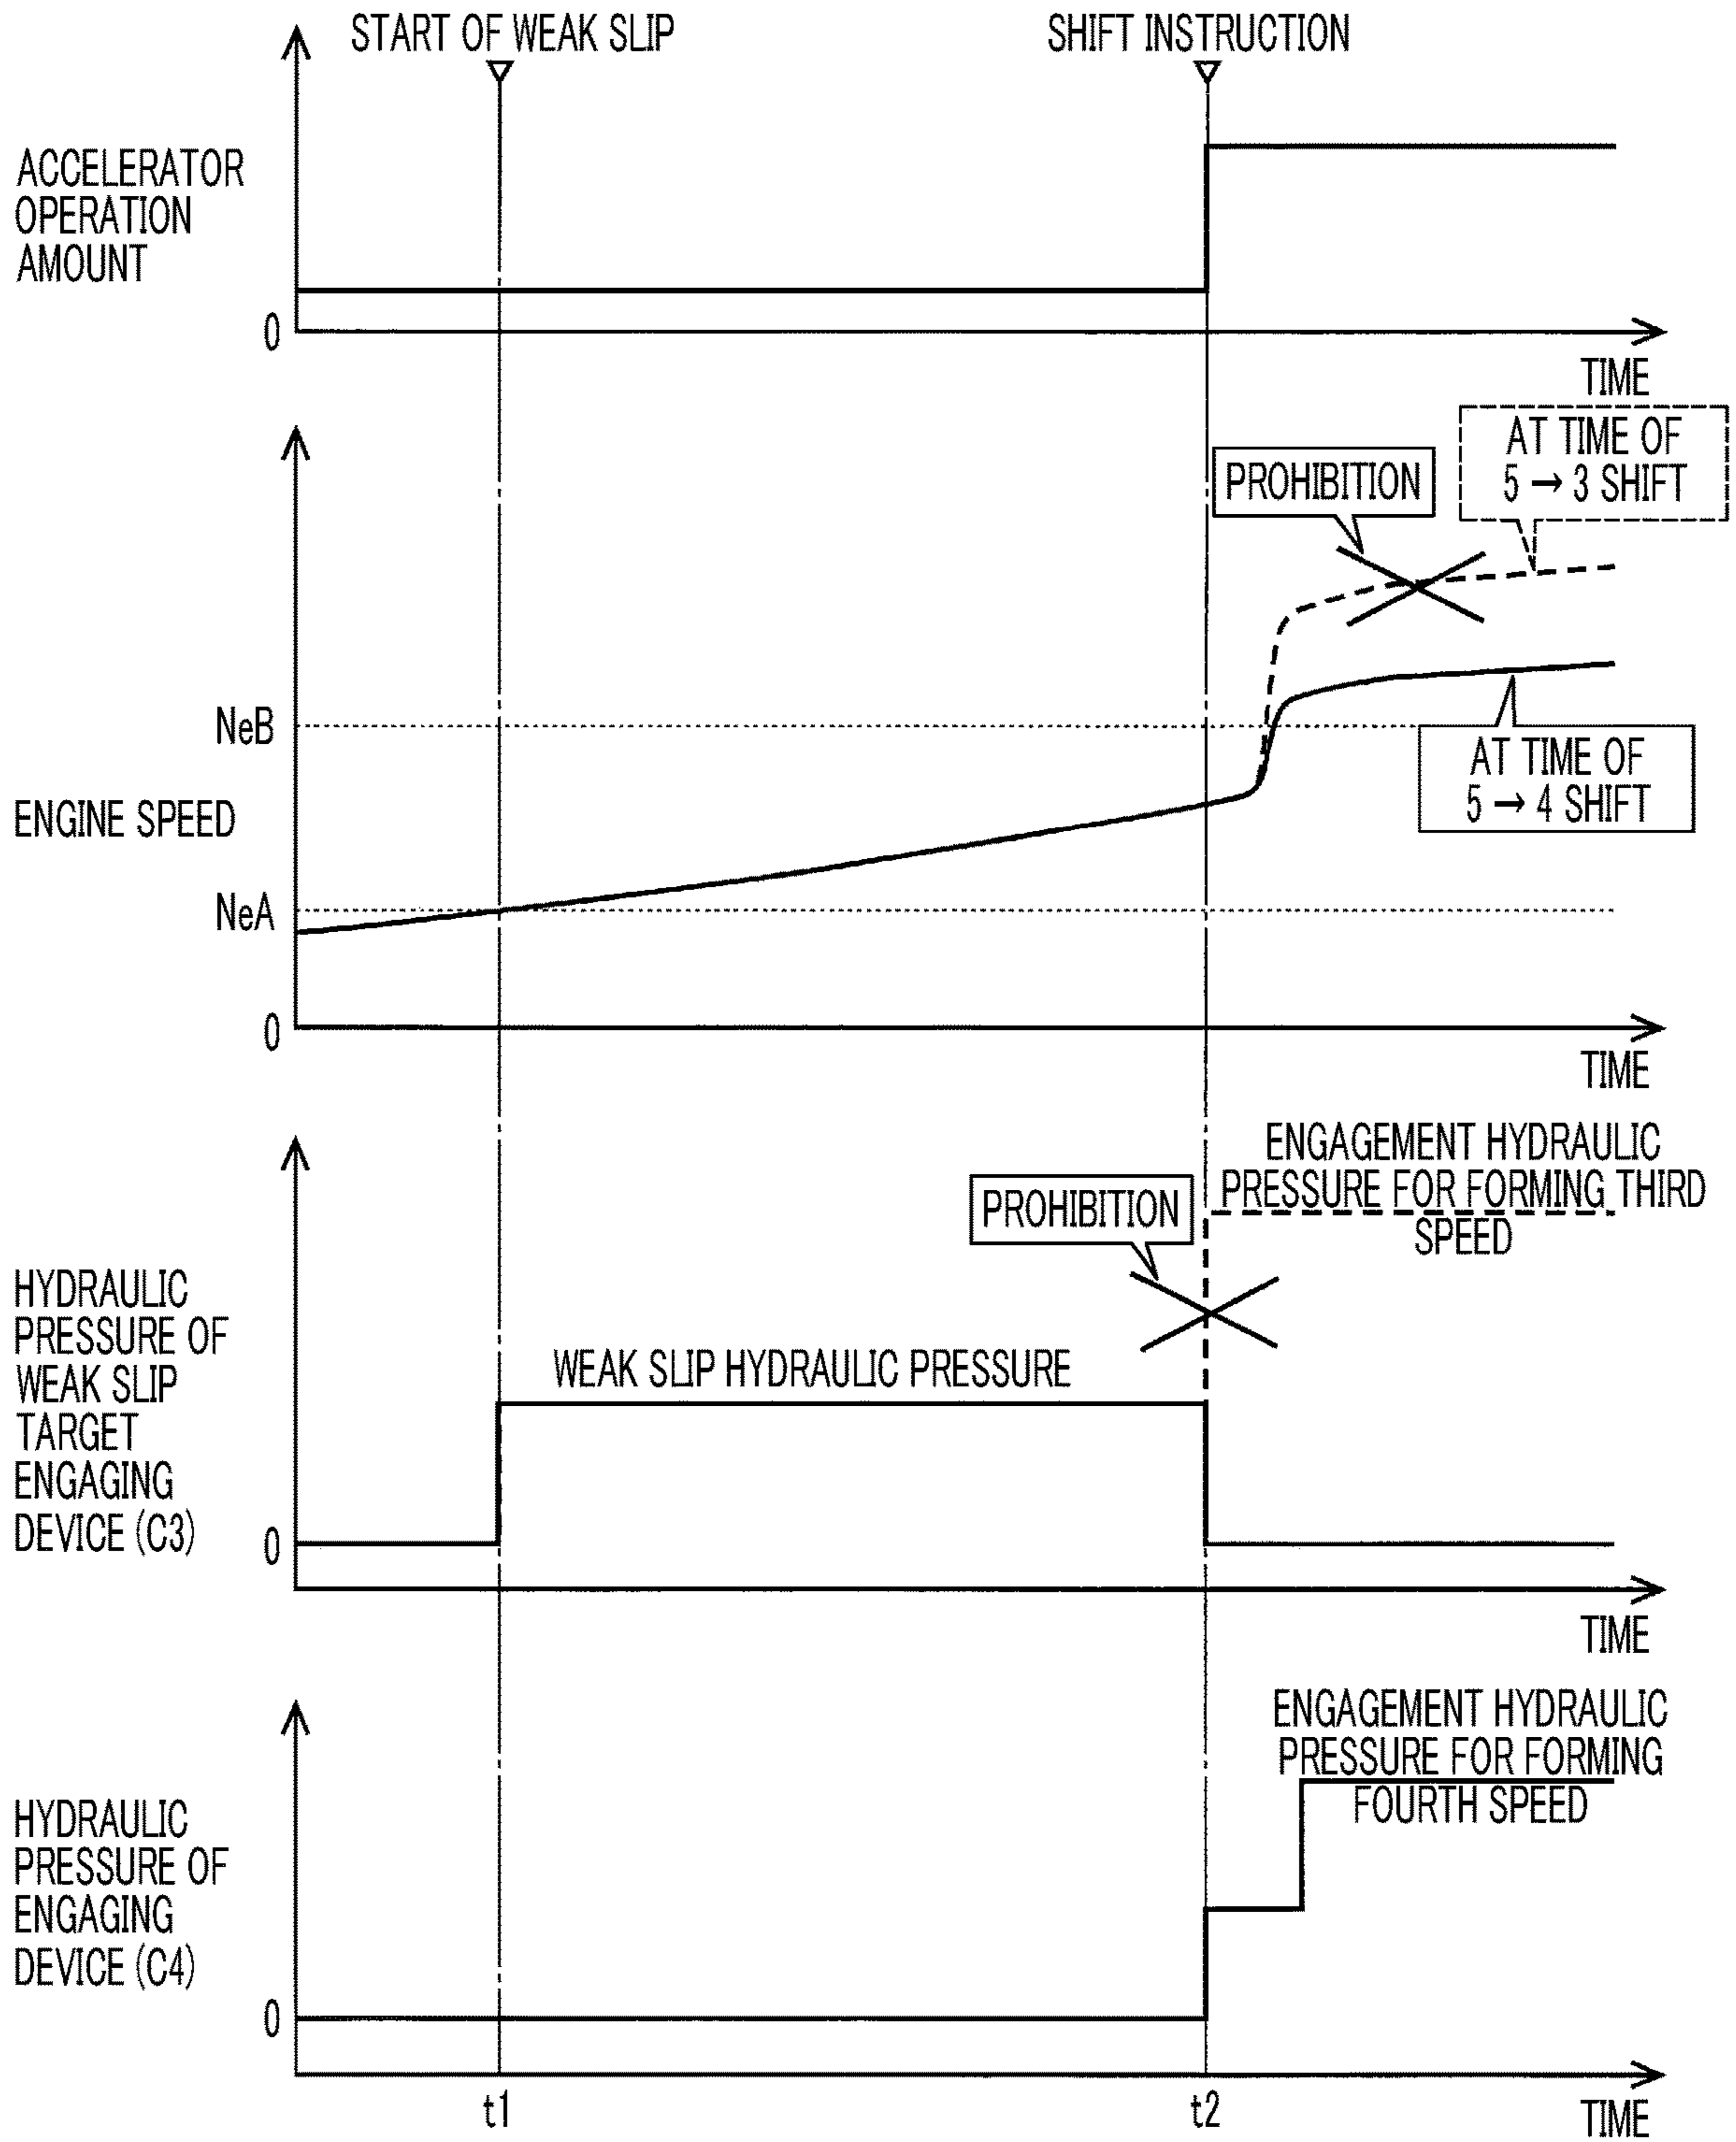 START OF WEAK SLIP
SHIFT INSTRUCTION
ACCELERATOR
OPERATION
AMOUNT
0
TIME
AT TIME OF
5 → 3 SHIFT
PROHIBITION
NeB
AT TIME OF
5 → 4 SHIFT
ENGINE SPEED
NeA
0
TIME
ENGAGEMENT HYDRAULIC
PRESSURE FOR FORMING THIRD
SPEED
PROHIBITION
HYDRAULIC
PRESSURE OF
WEAK SLIP
TARGET
ENGAGING
DEVICE (C3)
WEAK SLIP HYDRAULIC PRESSURE
0
TIME
ENGAGEMENT HYDRAULIC
PRESSURE FOR FORMING
FOURTH SPEED
HYDRAULIC
PRESSURE OF
ENGAGING
DEVICE (C4)
0
t1
t2
TIME